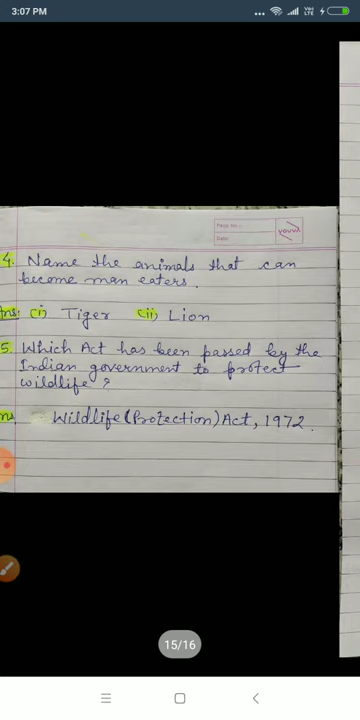 3:07 PM
Vo) LTE
Page No.:
Date:
youva
4. Name the animals that can
become man eaters.
Ans: (i) Tiger (ii) Lion
5. Which Act has been passed by the
Indian government to protect
wildlife?
Wildlife (Protection) Act, 1972.
15/16